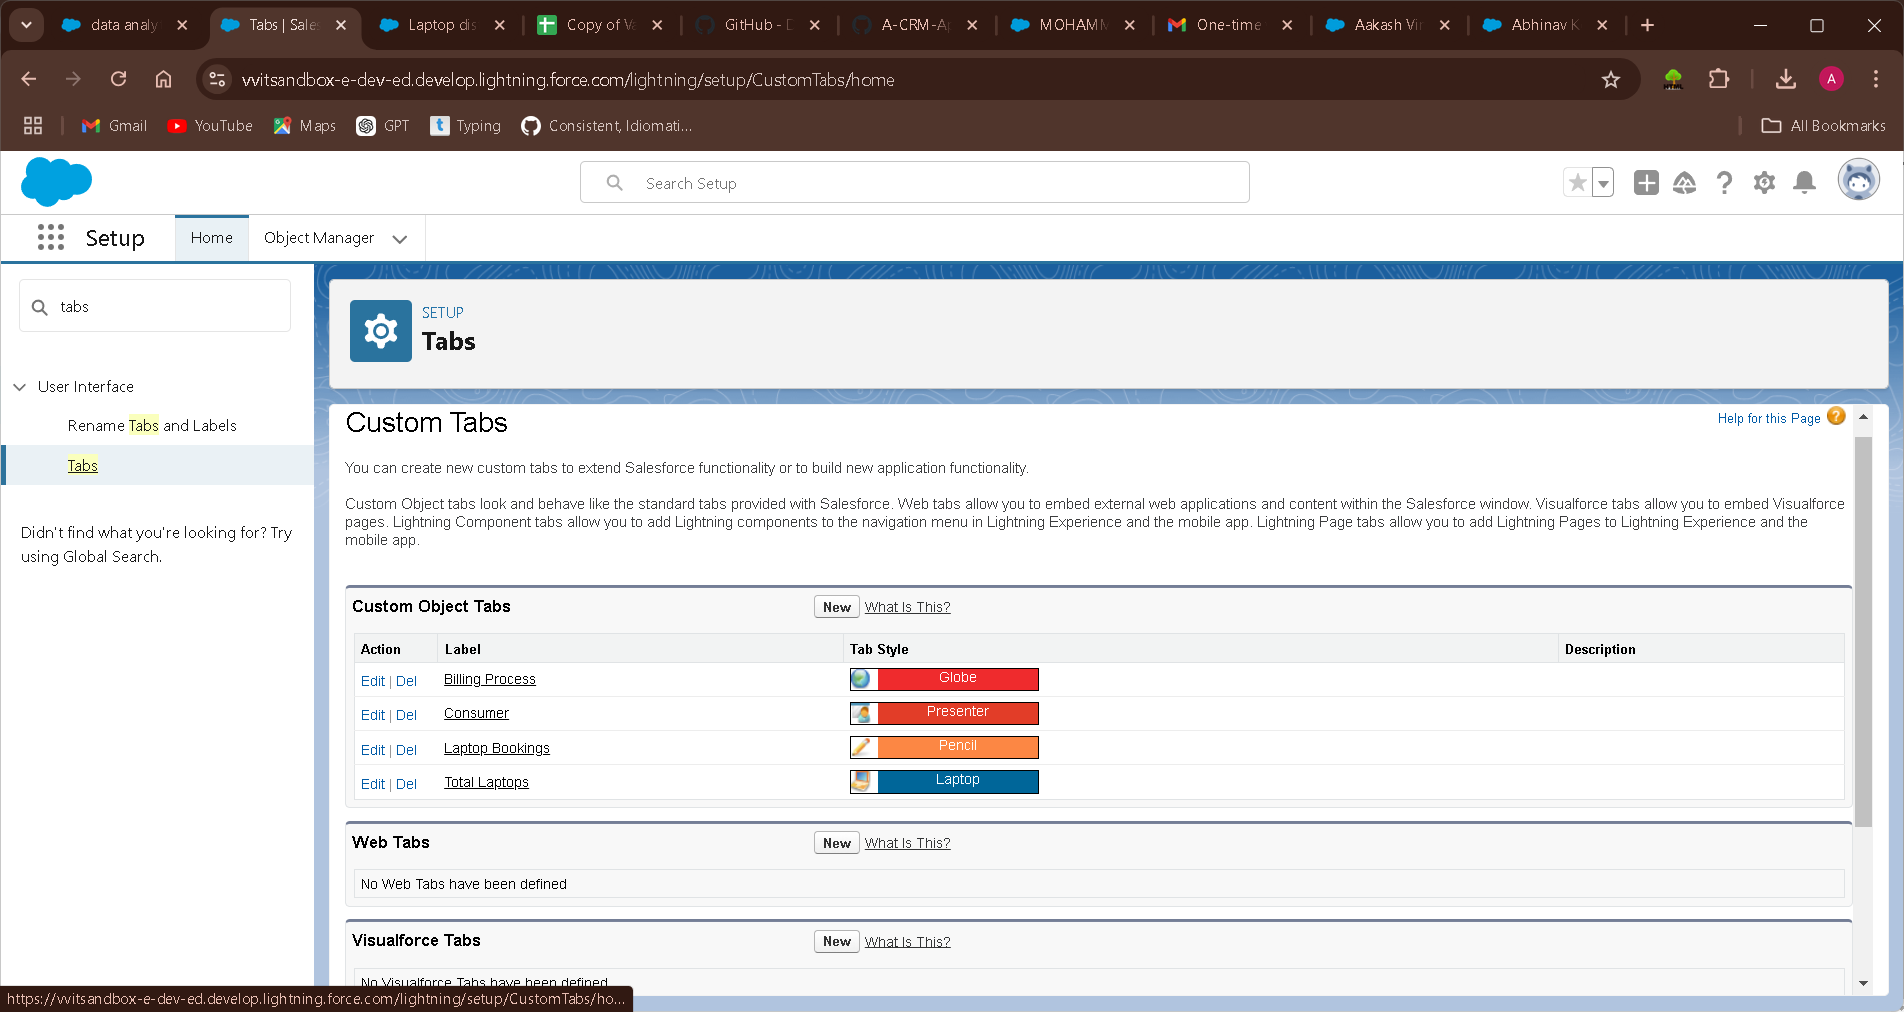 data analy
Tabs | Sales
Laptop dis
Copy of Va
GitHub - D
A-CRM-Ap
MOHAMM
One-time
Aakash Vir
Abhinav K
vvitsandbox-e-dev-ed.develop.lightning.force.com/lightning/setup/CustomTabs/home
A
Gmail
YouTube
Maps
GPT
Typing
Consistent, Idiomati...
All Bookmarks
Search Setup
Setup
Home
Object Manager
tabs
User Interface
Rename Tabs and Labels
Tabs
Didn't find what you're looking for? Try
using Global Search.
SETUP
Tabs
Custom Tabs
Help for this Page
You can create new custom tabs to extend Salesforce functionality or to build new application functionality.
Custom Object tabs look and behave like the standard tabs provided with Salesforce. Web tabs allow you to embed external web applications and content within the Salesforce window. Visualforce tabs allow you to embed Visualforce
pages. Lightning Component tabs allow you to add Lightning components to the navigation menu in Lightning Experience and the mobile app. Lightning Page tabs allow you to add Lightning Pages to Lightning Experience and the
mobile app.
Custom Object Tabs New What Is This?
Action Label Tab Style Description
Edit | Del Billing Process Globe
Edit | Del Consumer Presenter
Edit | Del Laptop Bookings Pencil
Edit | Del Total Laptops Laptop
Web Tabs New What Is This?
No Web Tabs have been defined
Visualforce Tabs New What Is This?
No Visualforce Tabs have been defined
https://vvitsandbox-e-dev-ed.develop.lightning.force.com/lightning/setup/CustomTabs/ho...